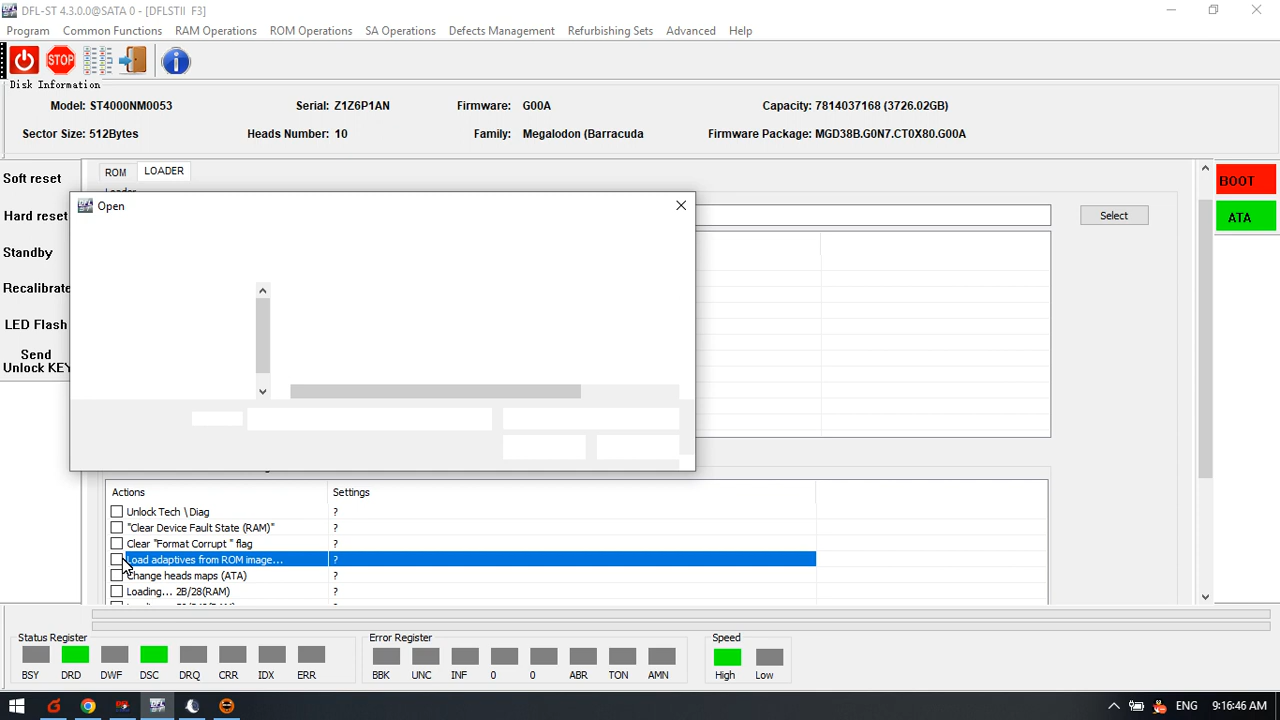 DFL-ST 4.3.0.0@SATA 0 - [DFLSTII F3]
Program Common Functions RAM Operations ROM Operations SA Operations Defects Management Refurbishing Sets Advanced Help
STOP
Disk Information
Model: ST4000NM0053 Serial: Z1Z6P1AN Firmware: G00A Capacity: 7814037168 (3726.02GB)
Sector Size: 512Bytes Heads Number: 10 Family: Megalodon (Barracuda Firmware Package: MGD38B.G0N7.CT0X80.G00A
Soft reset
Hard reset
Standby
Recalibrate
LED Flash
Send
Unlock KEY
ROM LOADER
Loader
Open
Select
BOOT
ATA
Actions Settings
Unlock Tech \ Diag ?
"Clear Device Fault State (RAM)" ?
Clear "Format Corrupt " flag ?
Load adaptives from ROM image... ?
Change heads maps (ATA) ?
Loading... 2B/28(RAM) ?
Status Register Error Register Speed
BSY DRD DWF DSC DRQ CRR IDX ERR BBK UNC INF 0 0 ABR TON AMN High Low
ENG 9:16:46 AM